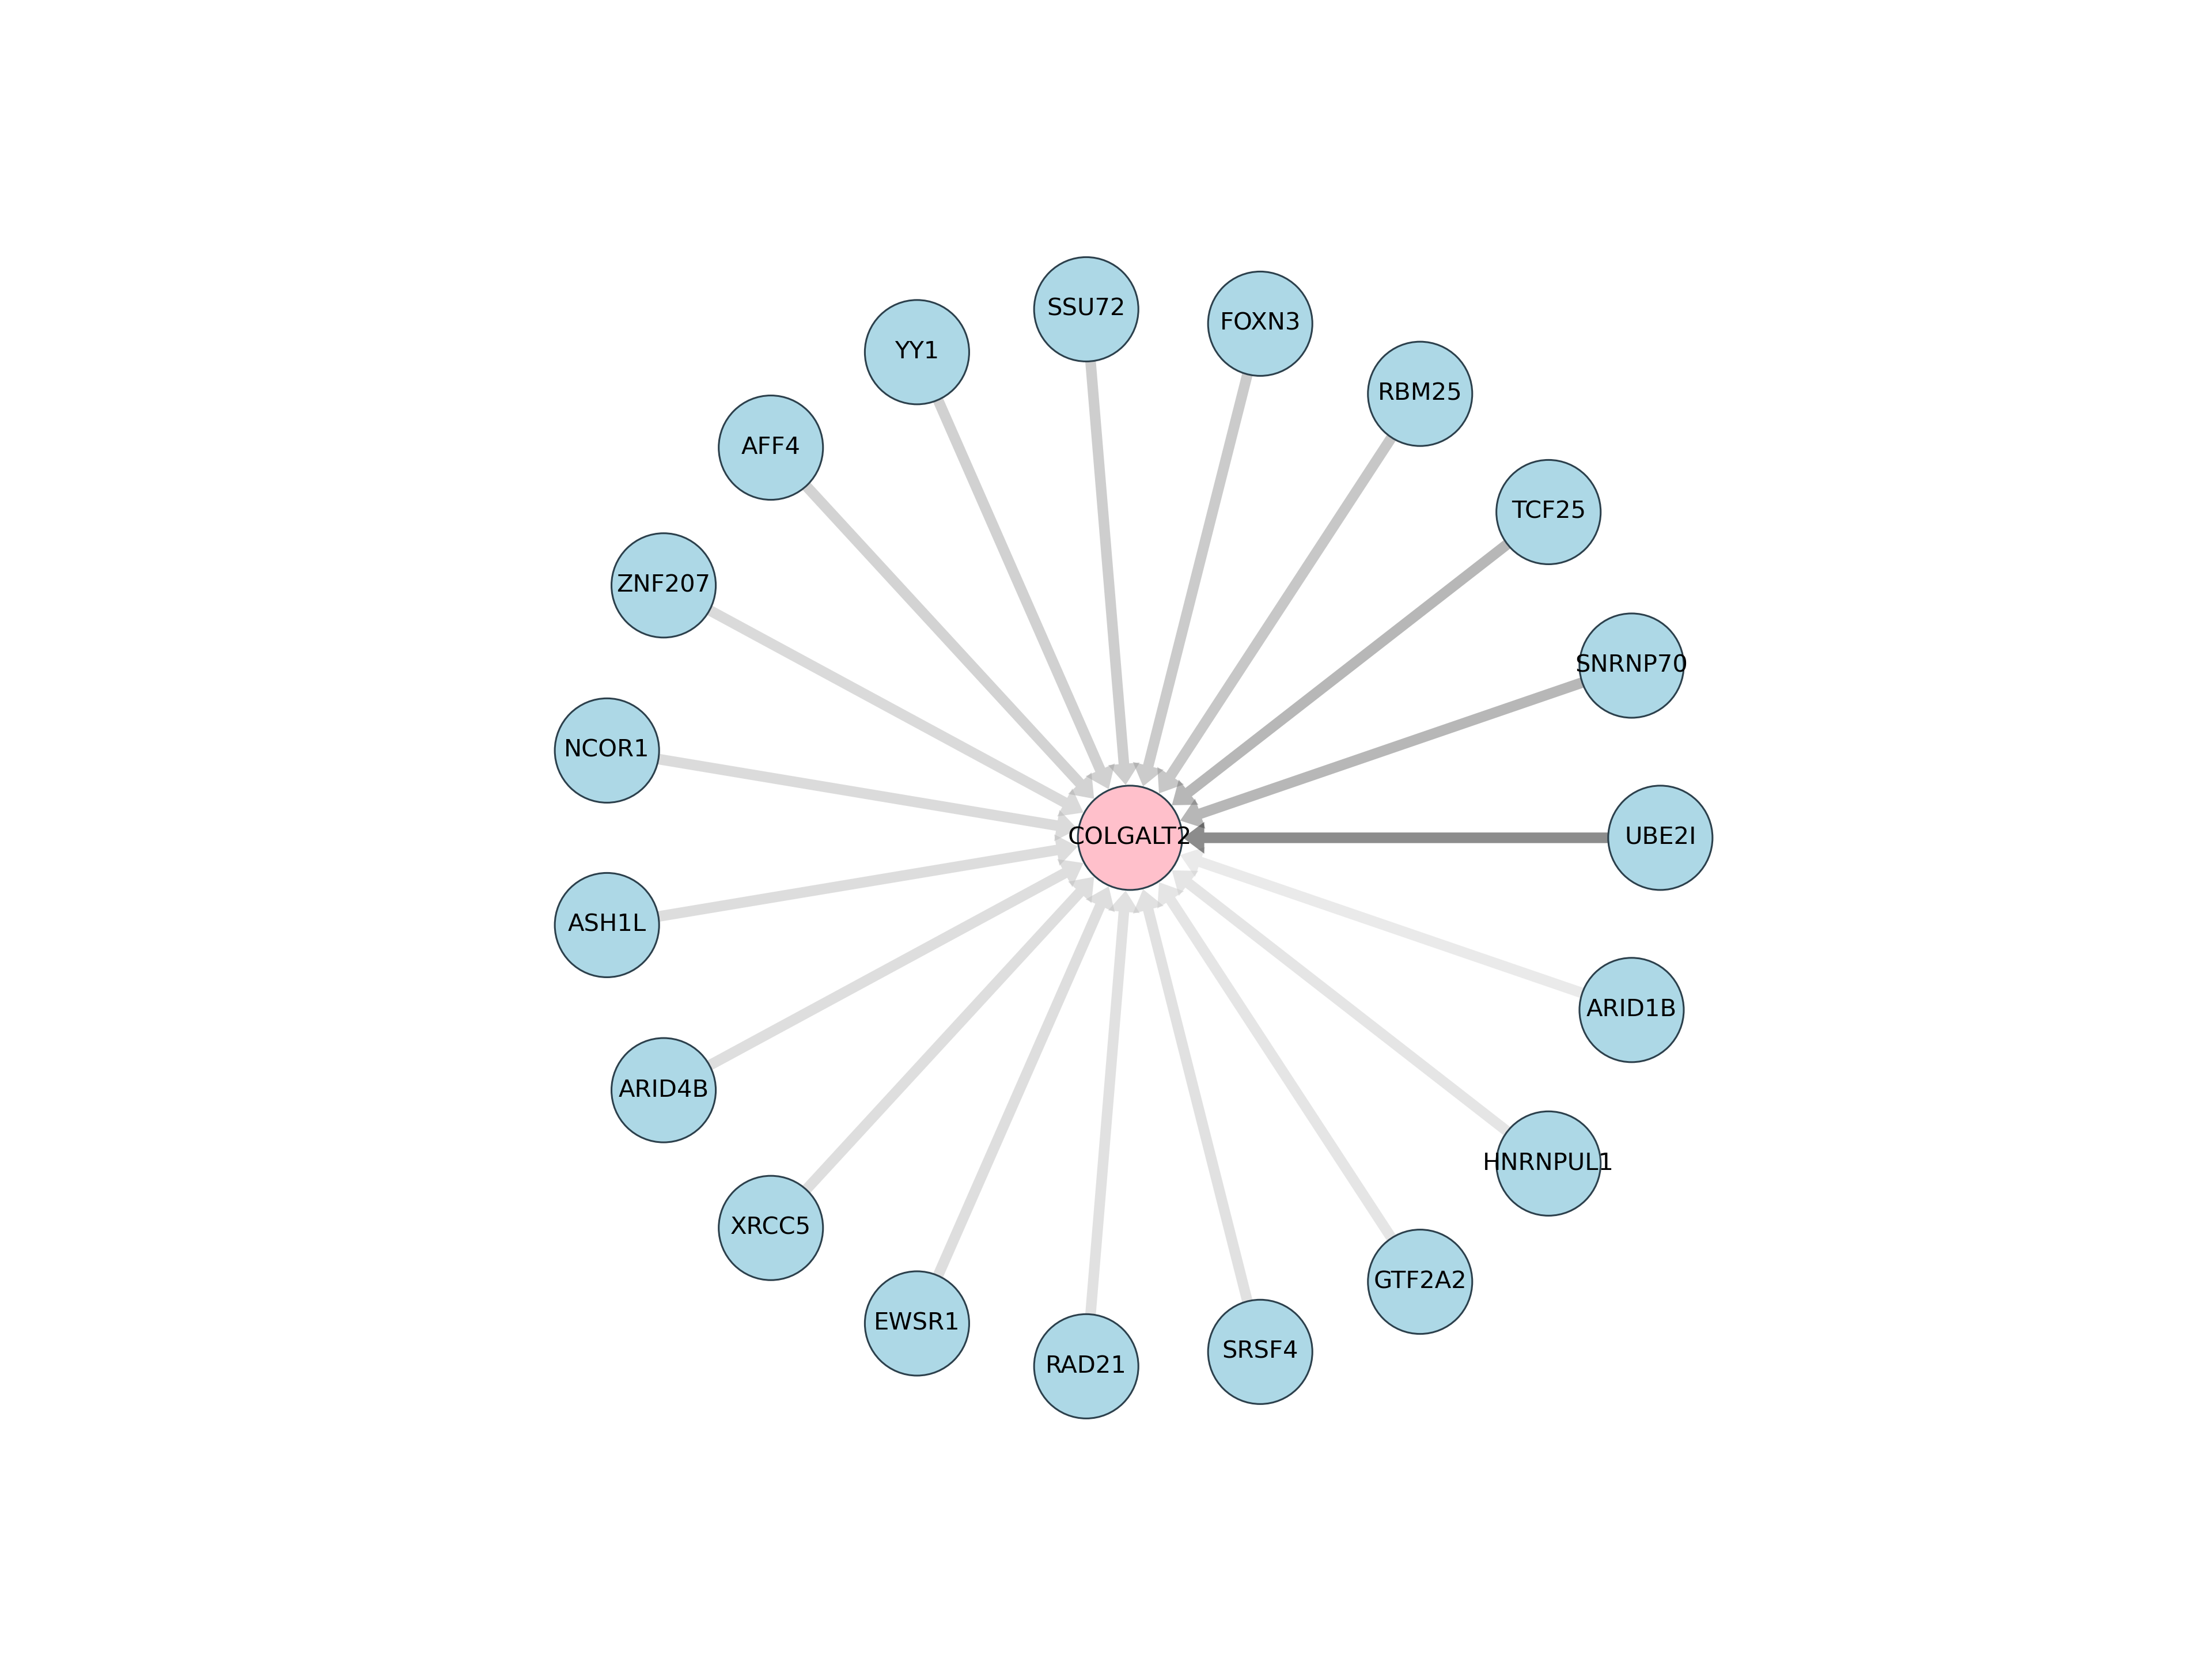 SSU72
FOXN3
YY1
RBM25
AFF4
TCF25
ZNF207
SNRNP70
NCOR1
COLGALT2
UBE2I
ASH1L
ARID1B
ARID4B
HNRNPUL1
XRCC5
GTF2A2
EWSR1
SRSF4
RAD21